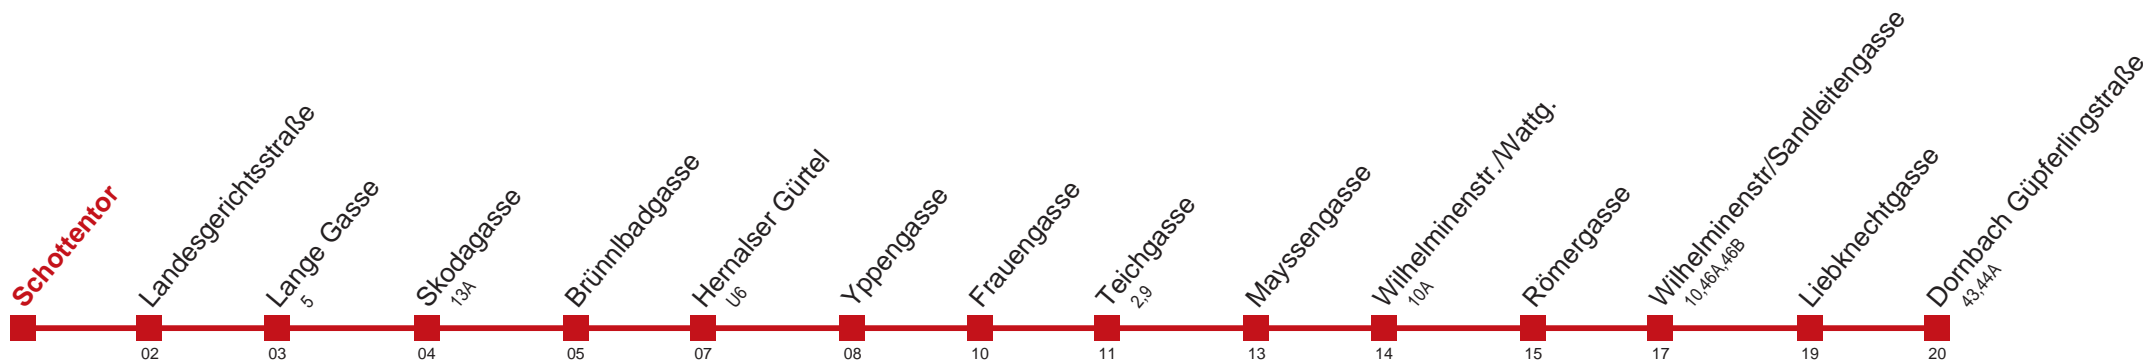 Schottentor
Landesgerichtsstraße
Lange Gasse
5
Skodagasse
13A
Brünnlbadgasse
Hernalser Gürtel
U6
Yppengasse
Frauengasse
Teichgasse
2,9
Mayssengasse
Wilhelminenstr./Wattg.
10A
Römergasse
Wilhelminenstr/Sandleitengasse
10,46A,46B
Liebknechtgasse
Dornbach Güpferlingstraße
43,44A
02 03 04 05 07 08 10 11 13 14 15 17 19 20